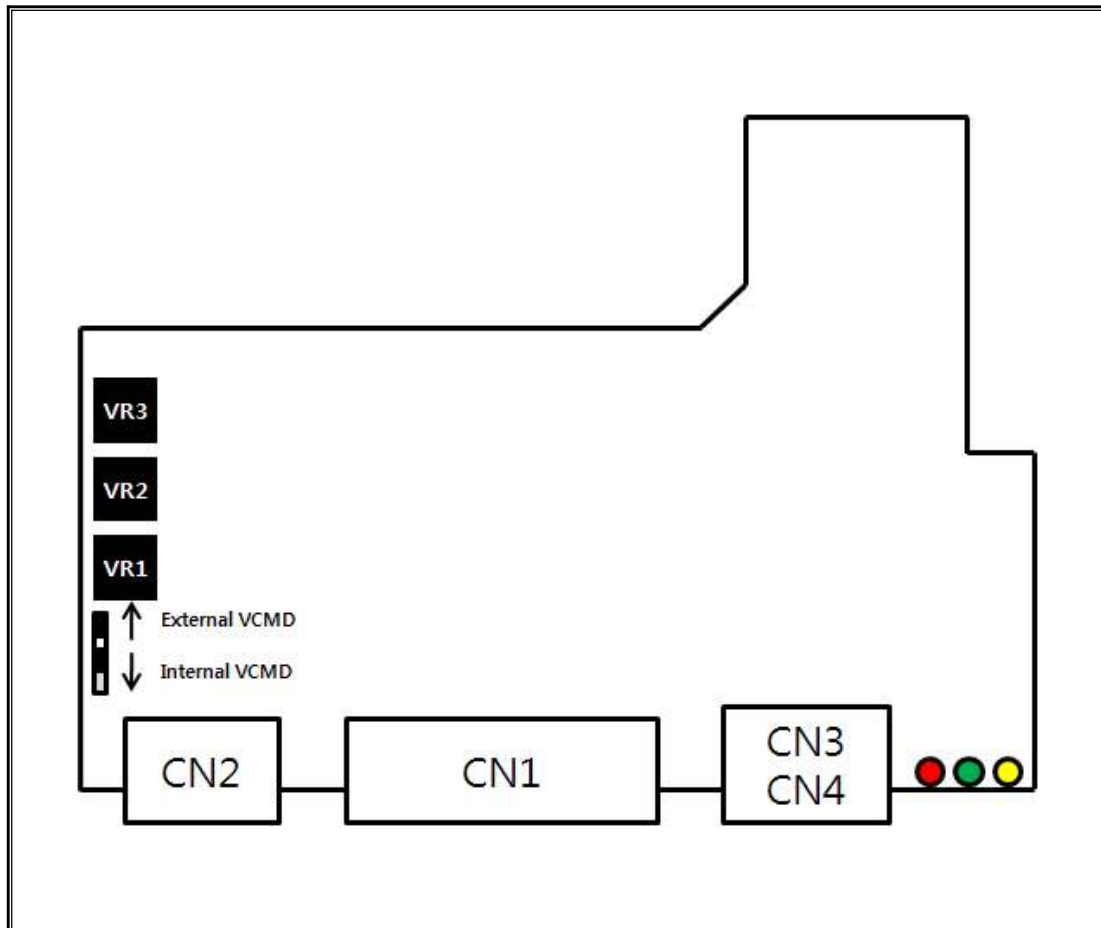 VR3
VR2
VR1
External VCMD
Internal VCMD
CN2
CN1
CN3
CN4